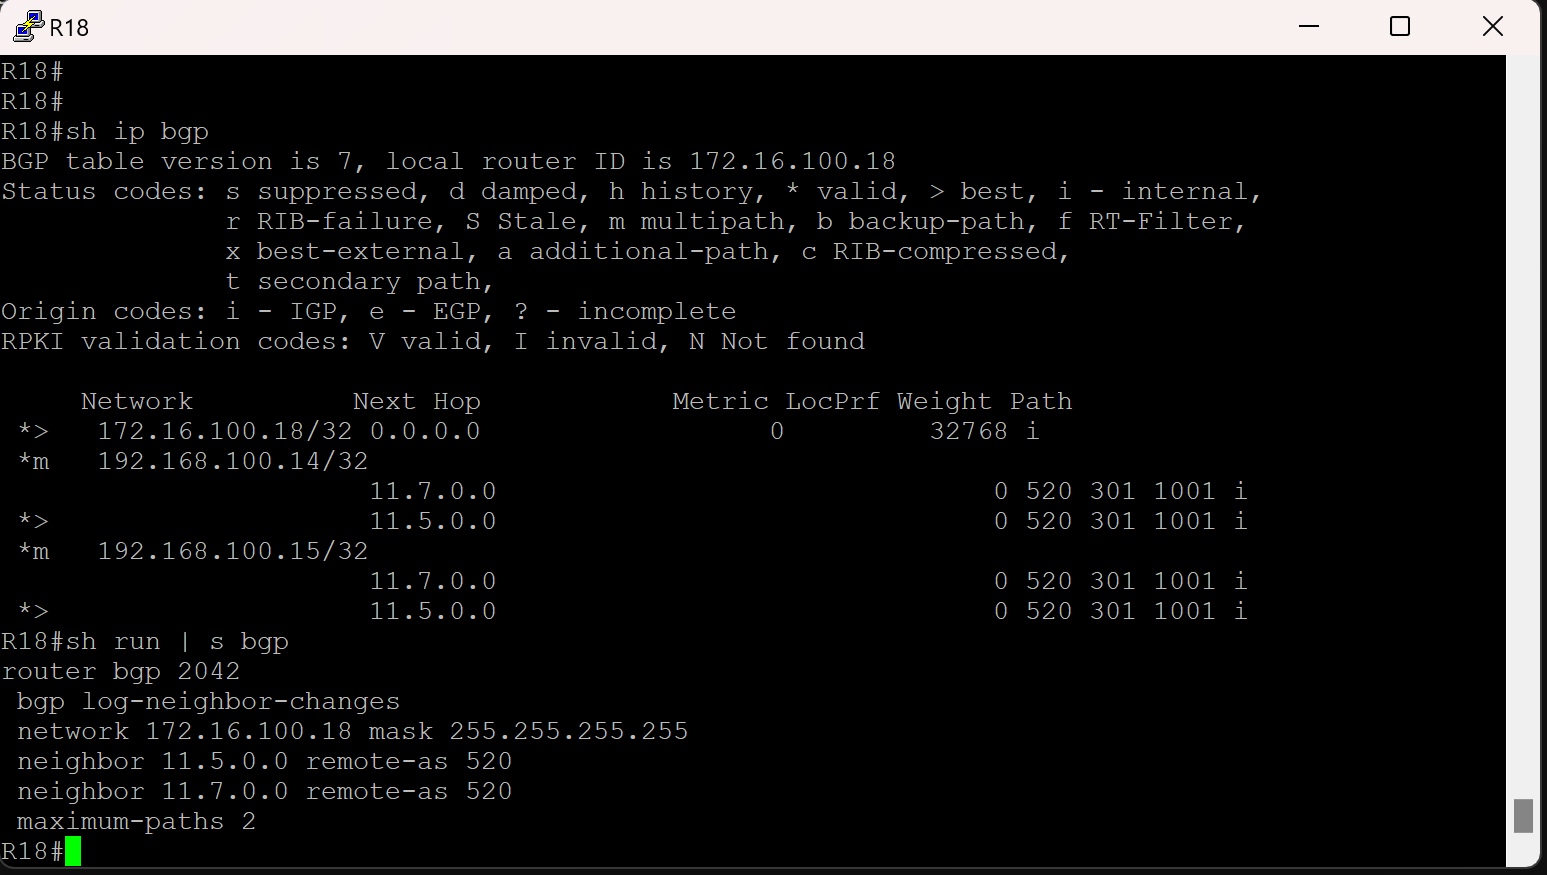 R18
R18#
R18#
R18#sh ip bgp
BGP table version is 7, local router ID is 172.16.100.18
Status codes: s suppressed, d damped, h history, * valid, > best, i - internal,
              r RIB-failure, S Stale, m multipath, b backup-path, f RT-Filter,
              x best-external, a additional-path, c RIB-compressed,
              t secondary path,
Origin codes: i - IGP, e - EGP, ? - incomplete
RPKI validation codes: V valid, I invalid, N Not found

     Network          Next Hop            Metric LocPrf Weight Path
 *>   172.16.100.18/32 0.0.0.0                  0         32768 i
 *m   192.168.100.14/32
                       11.7.0.0                               0 520 301 1001 i
 *>                    11.5.0.0                               0 520 301 1001 i
 *m   192.168.100.15/32
                       11.7.0.0                               0 520 301 1001 i
 *>                    11.5.0.0                               0 520 301 1001 i
R18#sh run | s bgp
router bgp 2042
 bgp log-neighbor-changes
 network 172.16.100.18 mask 255.255.255.255
 neighbor 11.5.0.0 remote-as 520
 neighbor 11.7.0.0 remote-as 520
 maximum-paths 2
R18#